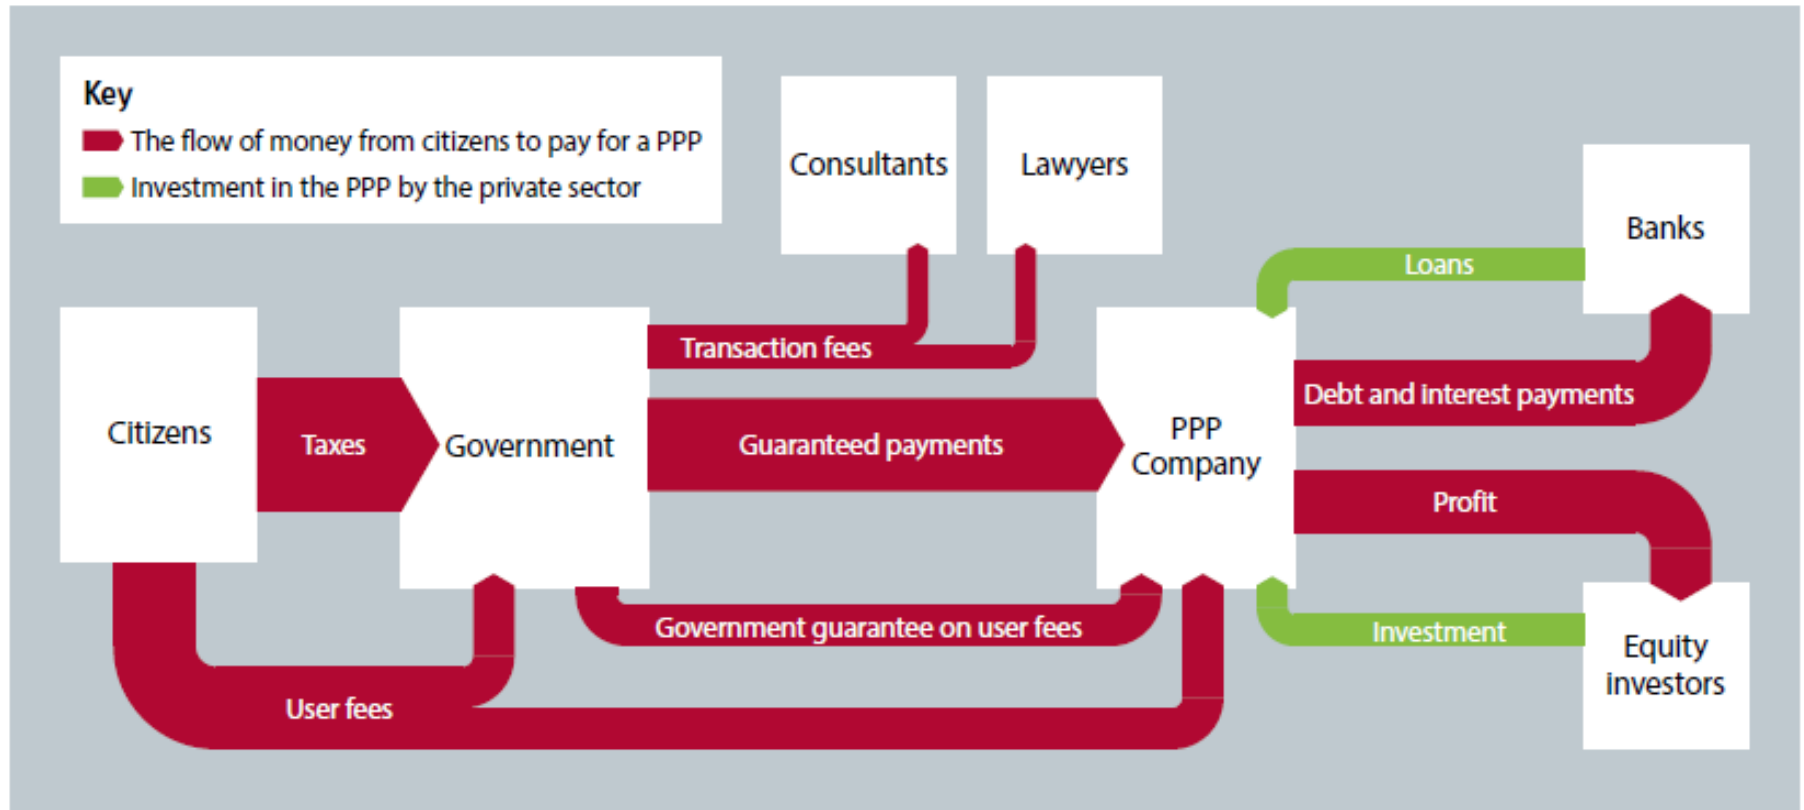 Key
The flow of money from citizens to pay for a PPP
Investment in the PPP by the private sector
Consultants
Lawyers
Banks
Loans
Transaction fees
Citizens
Taxes
Government
Guaranteed payments
PPP
Company
Debt and interest payments
Profit
Government guarantee on user fees
Investment
Equity
investors
User fees